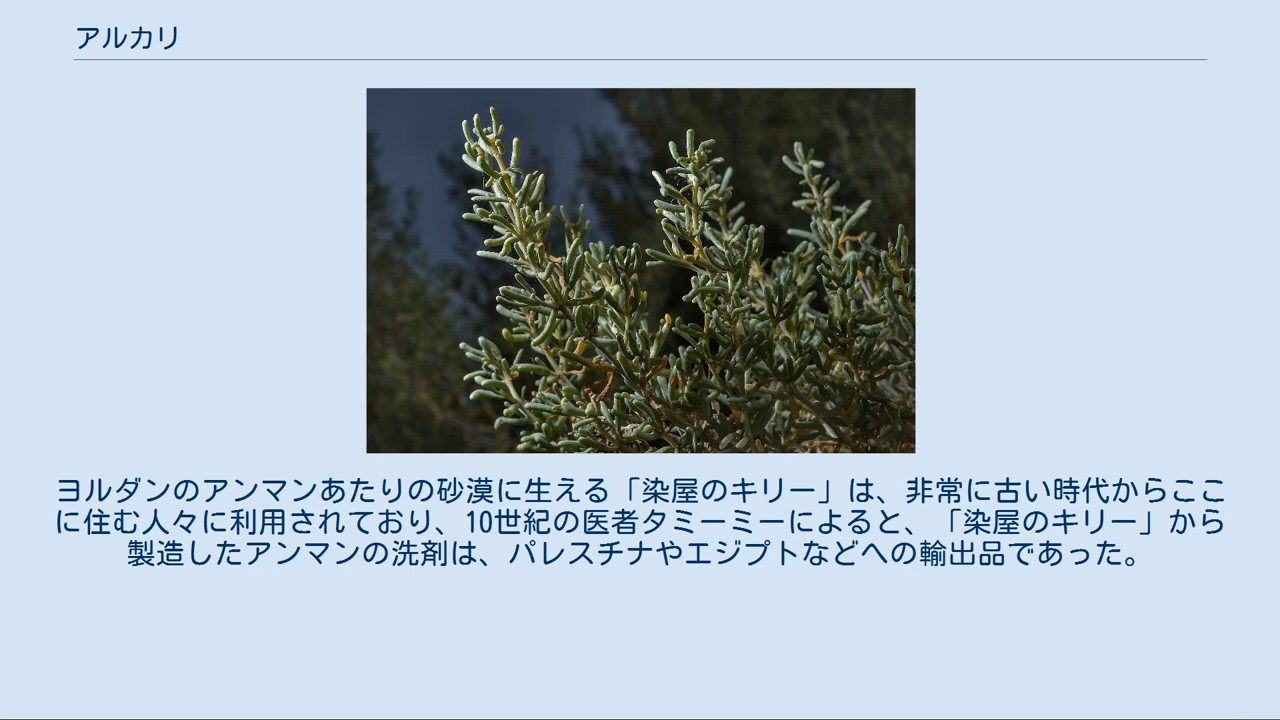 アルカリ
ヨルダンのアンマンあたりの砂漠に生える「染屋のキリー」は、非常に古い時代からここ
に住む人々に利用されており、10世紀の医者タミーミーによると、「染屋のキリー」から
製造したアンマンの洗剤は、パレスチナやエジプトなどへの輸出品であった。